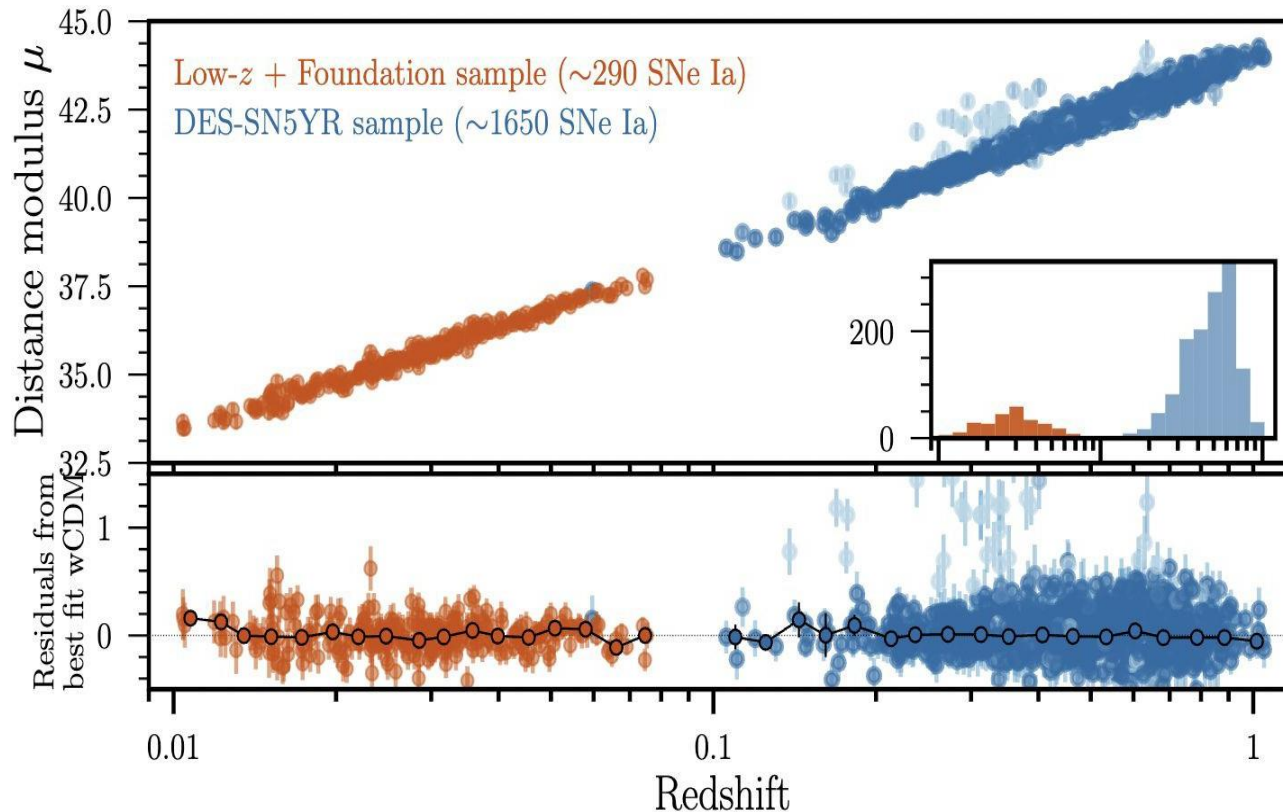 Distance modulus μ
45.0
42.5
40.0
37.5
35.0
32.5
Low-z + Foundation sample (~290 SNe Ia)
DES-SN5YR sample (~1650 SNe Ia)
200
0
Residuals from
best fit wCDM
1
0
0.01
0.1
1
Redshift